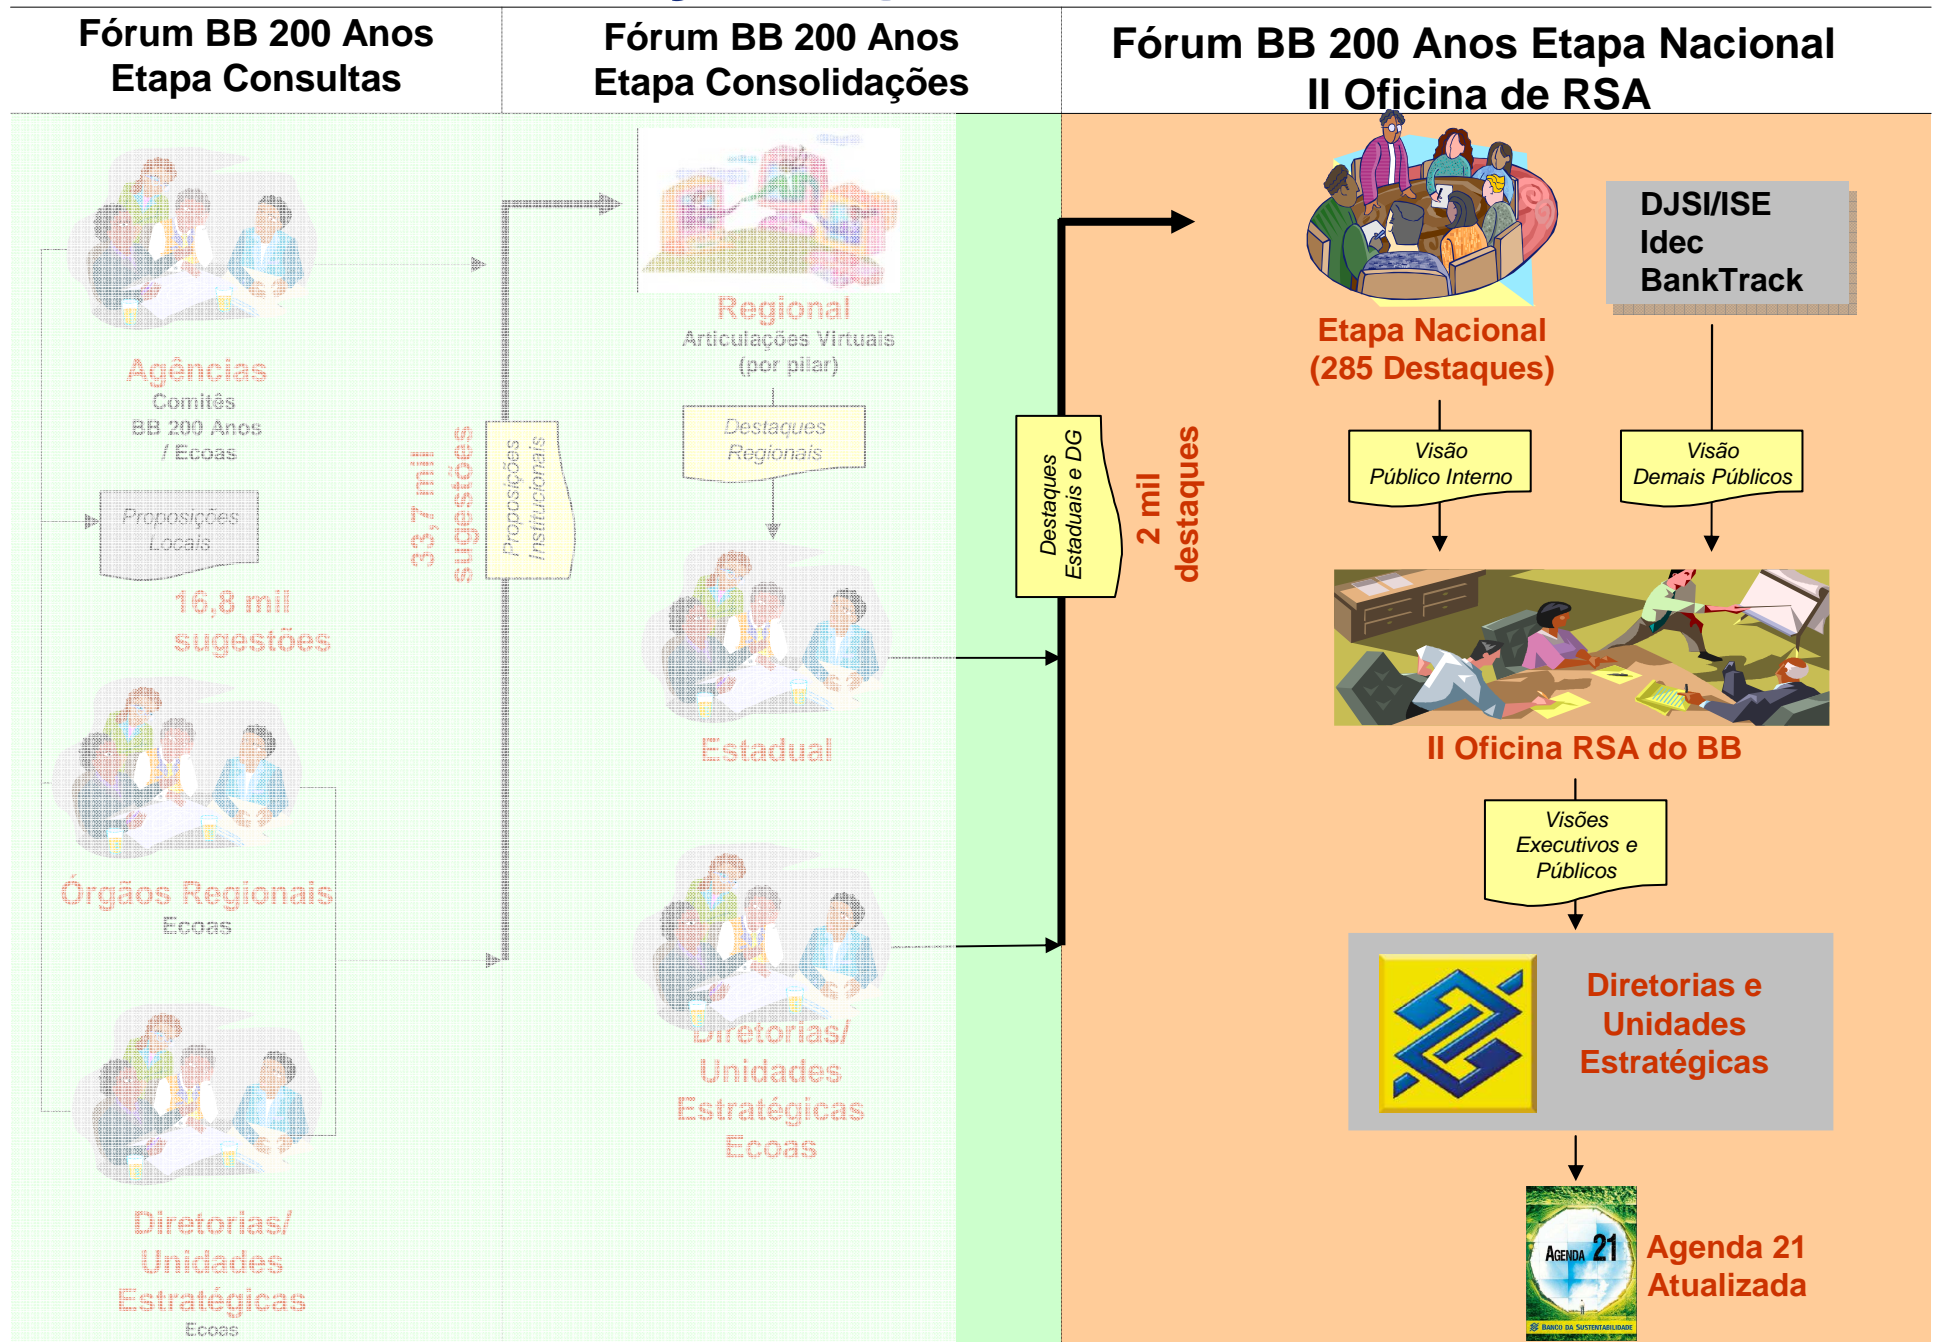 Fórum BB 200 Anos
Etapa Consultas
Fórum BB 200 Anos
Etapa Consolidações
Fórum BB 200 Anos Etapa Nacional
II Oficina de RSA
Agências
Comitês
BB 200 Anos
/ Ecoas
Proposições
Locais
16,8 mil
sugestões
Órgãos Regionais
Ecoas
Diretorias/
Unidades
Estratégicas
Ecoas
33,7 mil
sugestões
Proposições
Institucionais
Regional
Articulações Virtuais
(por pilar)
Destaques
Regionais
Estadual
Diretorias/
Unidades
Estratégicas
Ecoas
Destaques
Estaduais e DG
2 mil
destaques
Etapa Nacional
(285 Destaques)
DJSI/ISE
Idec
BankTrack
Visão
Público Interno
Visão
Demais Públicos
II Oficina RSA do BB
Visões
Executivos e
Públicos
Diretorias e
Unidades
Estratégicas
AGENDA 21
BANCO DA SUSTENTABILIDADE
Agenda 21
Atualizada